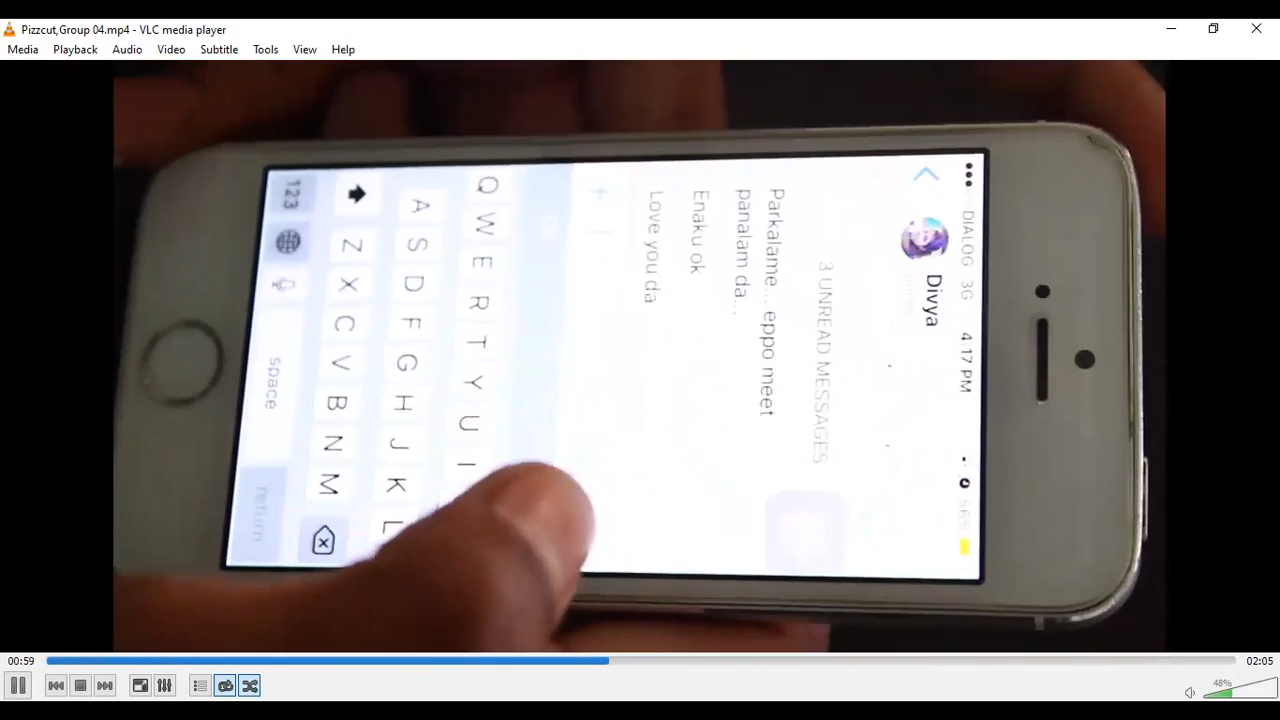 Pizzcut,Group 04.mp4 - VLC media player
Media Playback Audio Video Subtitle Tools View Help
DIALOG 3G 4:17 PM 56%
Divya
3 UNREAD MESSAGES
Parkalame... eppo meet
panalam da...
Enaku ok
Love you da
Q W E R T Y U I
A S D F G H J K L
Z X C V B N M
123 space return
00:59 02:05
48%